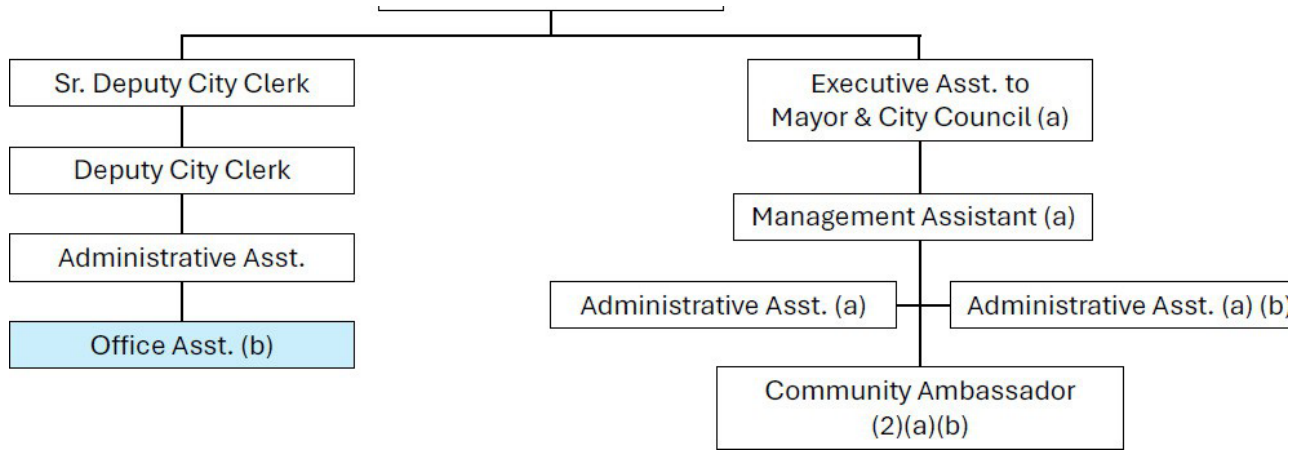 Sr. Deputy City Clerk
Executive Asst. to
Mayor & City Council (a)
Deputy City Clerk
Management Assistant (a)
Administrative Asst.
Administrative Asst. (a)
Administrative Asst. (a) (b)
Office Asst. (b)
Community Ambassador
(2)(a)(b)